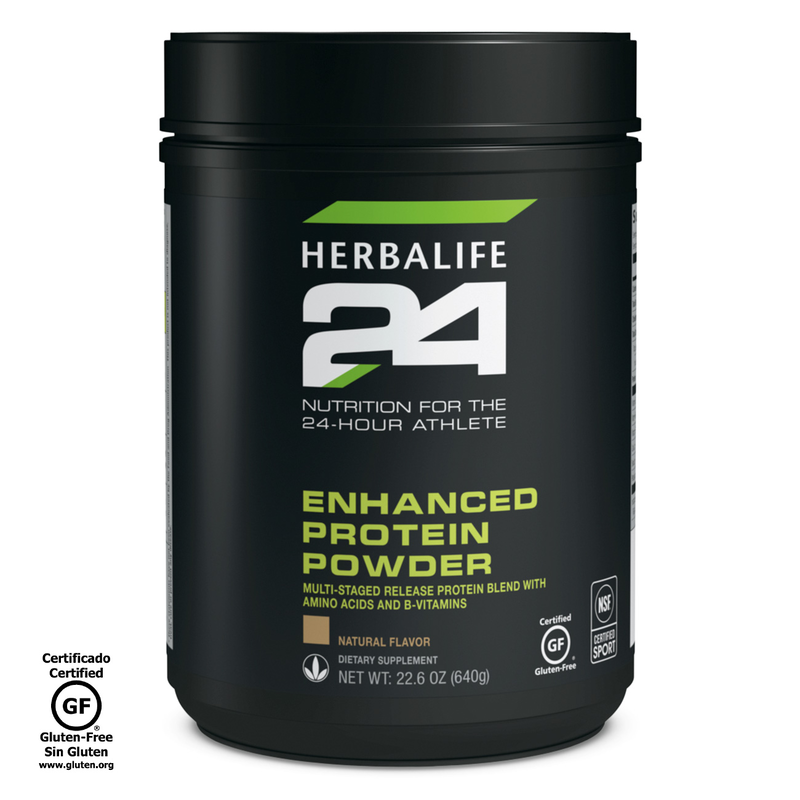 HERBALIFE
24
NUTRITION FOR THE
24-HOUR ATHLETE
ENHANCED
PROTEIN
POWDER
MULTI-STAGED RELEASE PROTEIN BLEND WITH
AMINO ACIDS AND B-VITAMINS
NATURAL FLAVOR
DIETARY SUPPLEMENT
NET WT: 22.6 OZ (640g)
Certified
GF
®
Gluten-Free
NSF
CERTIFIED
SPORT
Certificado
Certified
GF
®
Gluten-Free
Sin Gluten
www.gluten.org